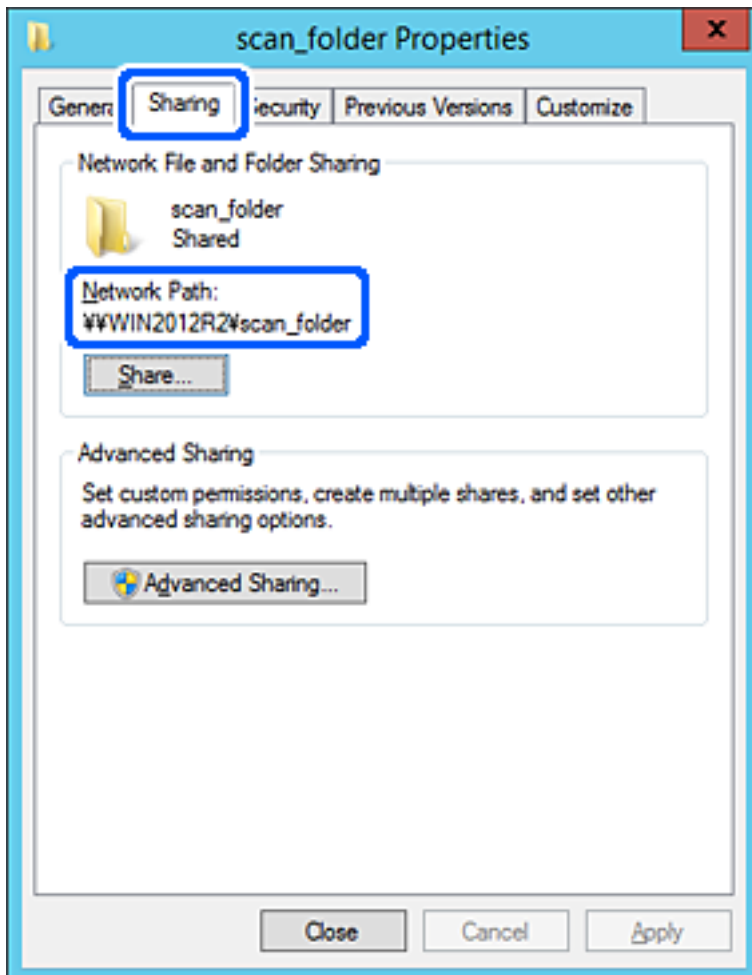 scan_folder Properties
x
Genera Sharing ecurity Previous Versions Customize
Network File and Folder Sharing
scan_folder
Shared
Network Path:
¥¥WIN2012R2¥scan_folder
Share...
Advanced Sharing
Set custom permissions, create multiple shares, and set other
advanced sharing options.
Advanced Sharing...
Close Cancel Apply